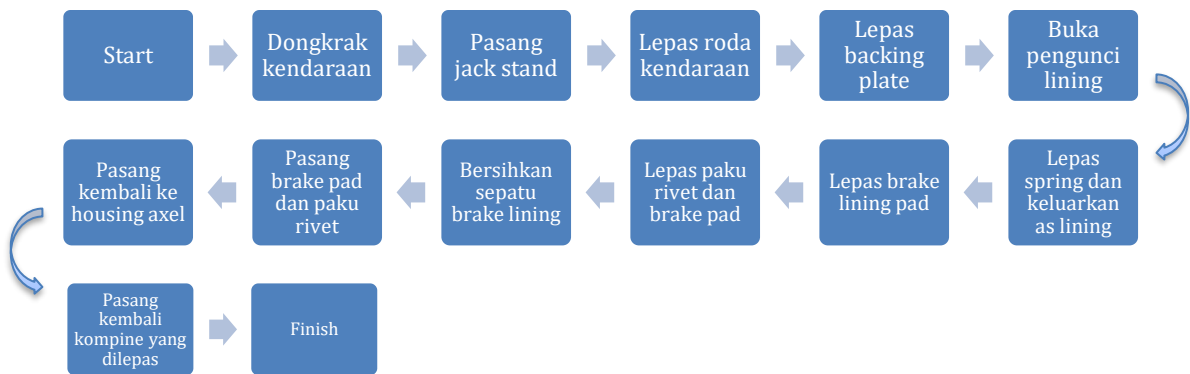 Start
Dongkrak
kendaraan
Pasang
jack stand
Lepas roda
kendaraan
Lepas
backing
plate
Buka
pengunci
lining
Lepas
spring dan
keluarkan
as lining
Lepas brake
lining pad
Lepas paku
rivet dan
brake pad
Bersihkan
sepatu
brake lining
Pasang
brake pad
dan paku
rivet
Pasang
kembali ke
housing axel
Pasang
kembali
kompine yang
dilepas
Finish